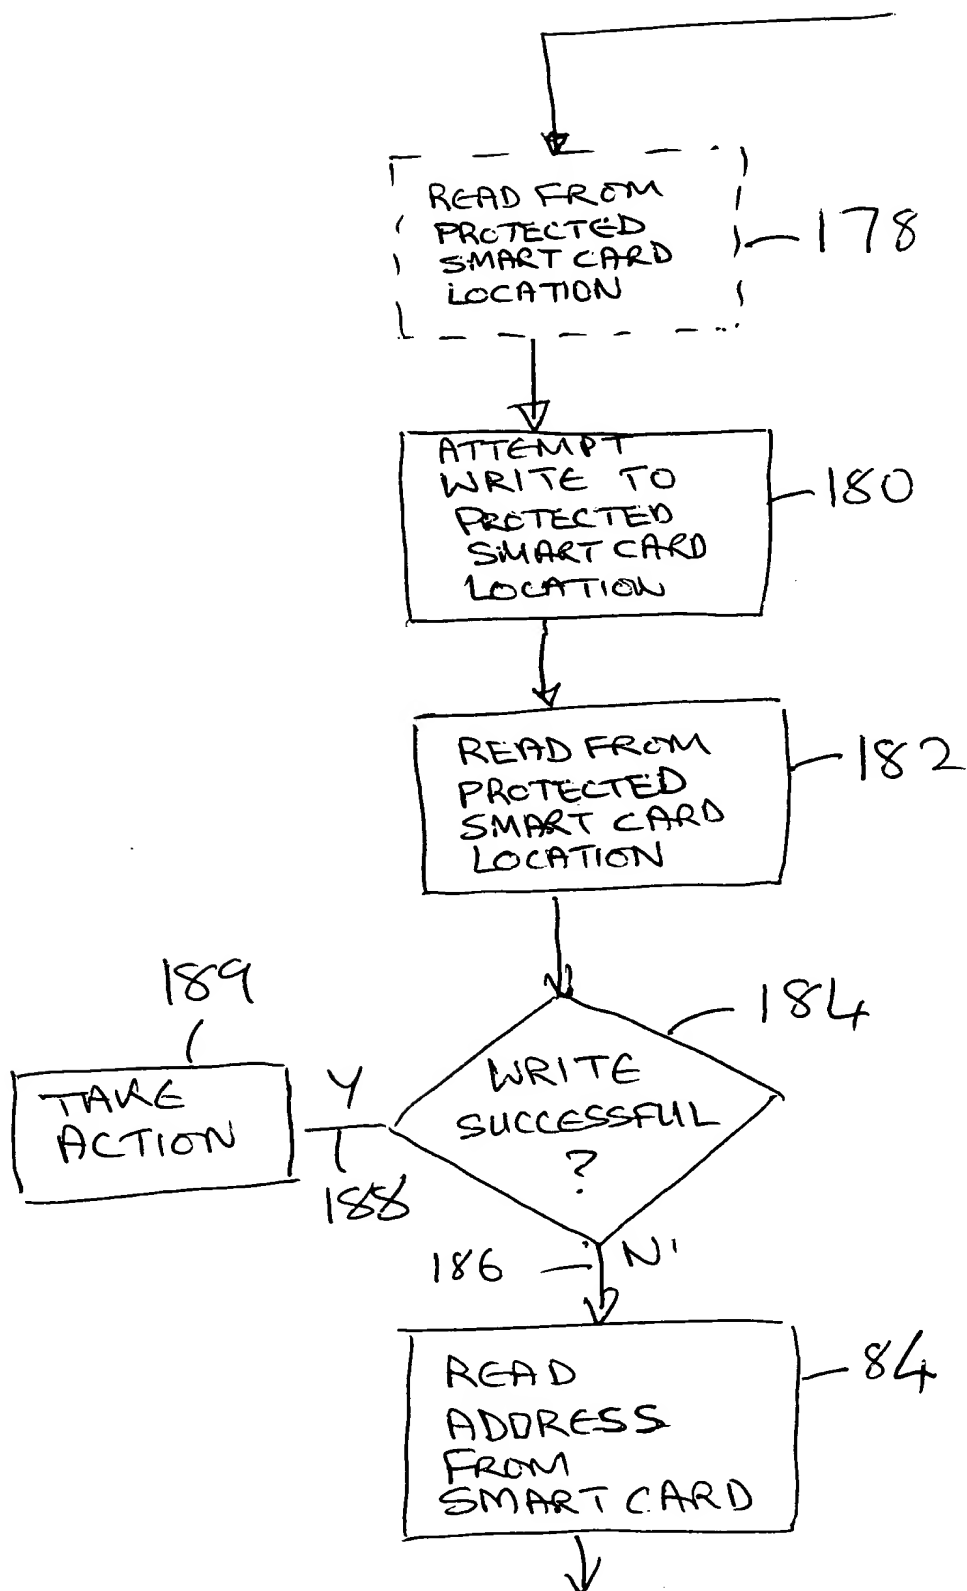 READ FROM
PROTECTED
SMART CARD
LOCATION
178
ATTEMPT
WRITE TO
PROTECTED
SMART CARD
LOCATION
180
READ FROM
PROTECTED
SMART CARD
LOCATION
182
184
WRITE
SUCCESSFUL
?
189
TAKE
ACTION
Y
188
186
N
READ
ADDRESS
FROM
SMART CARD
84